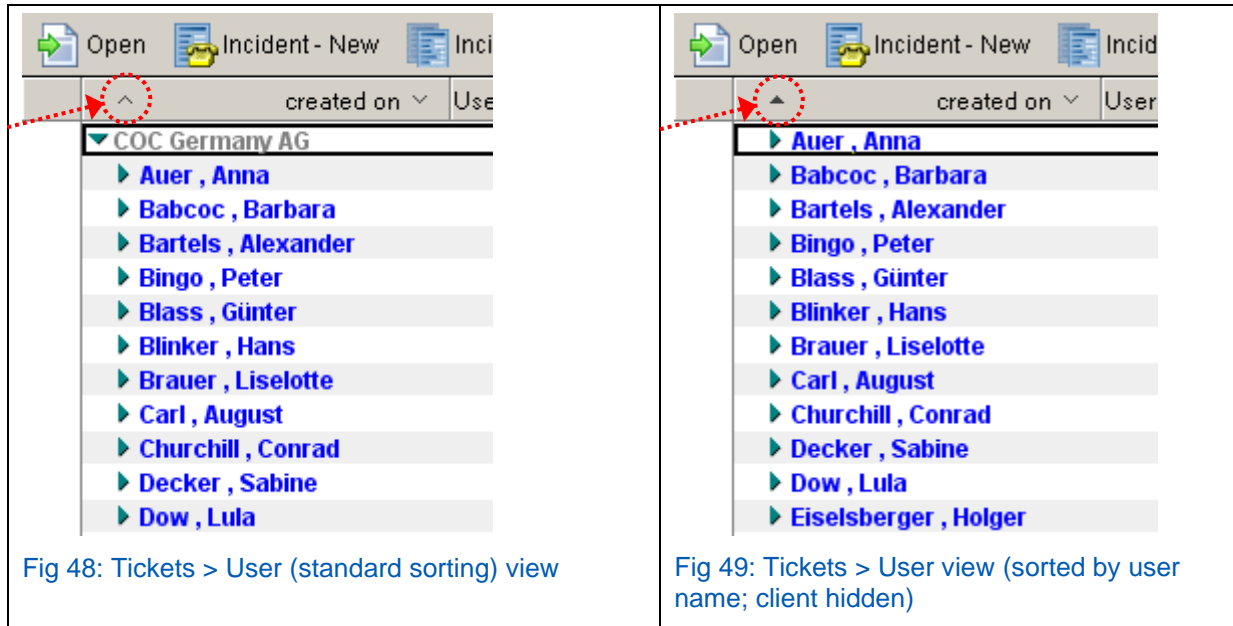 Open Incident - New Inci
created on Use
COC Germany AG
Auer , Anna
Babcoc , Barbara
Bartels , Alexander
Bingo , Peter
Blass , Günter
Blinker , Hans
Brauer , Liselotte
Carl , August
Churchill , Conrad
Decker , Sabine
Dow , Lula
Fig 48: Tickets > User (standard sorting) view
Open Incident - New Incid
created on User
Auer , Anna
Babcoc , Barbara
Bartels , Alexander
Bingo , Peter
Blass , Günter
Blinker , Hans
Brauer , Liselotte
Carl , August
Churchill , Conrad
Decker , Sabine
Dow , Lula
Eiselsberger , Holger
Fig 49: Tickets > User view (sorted by user
name; client hidden)